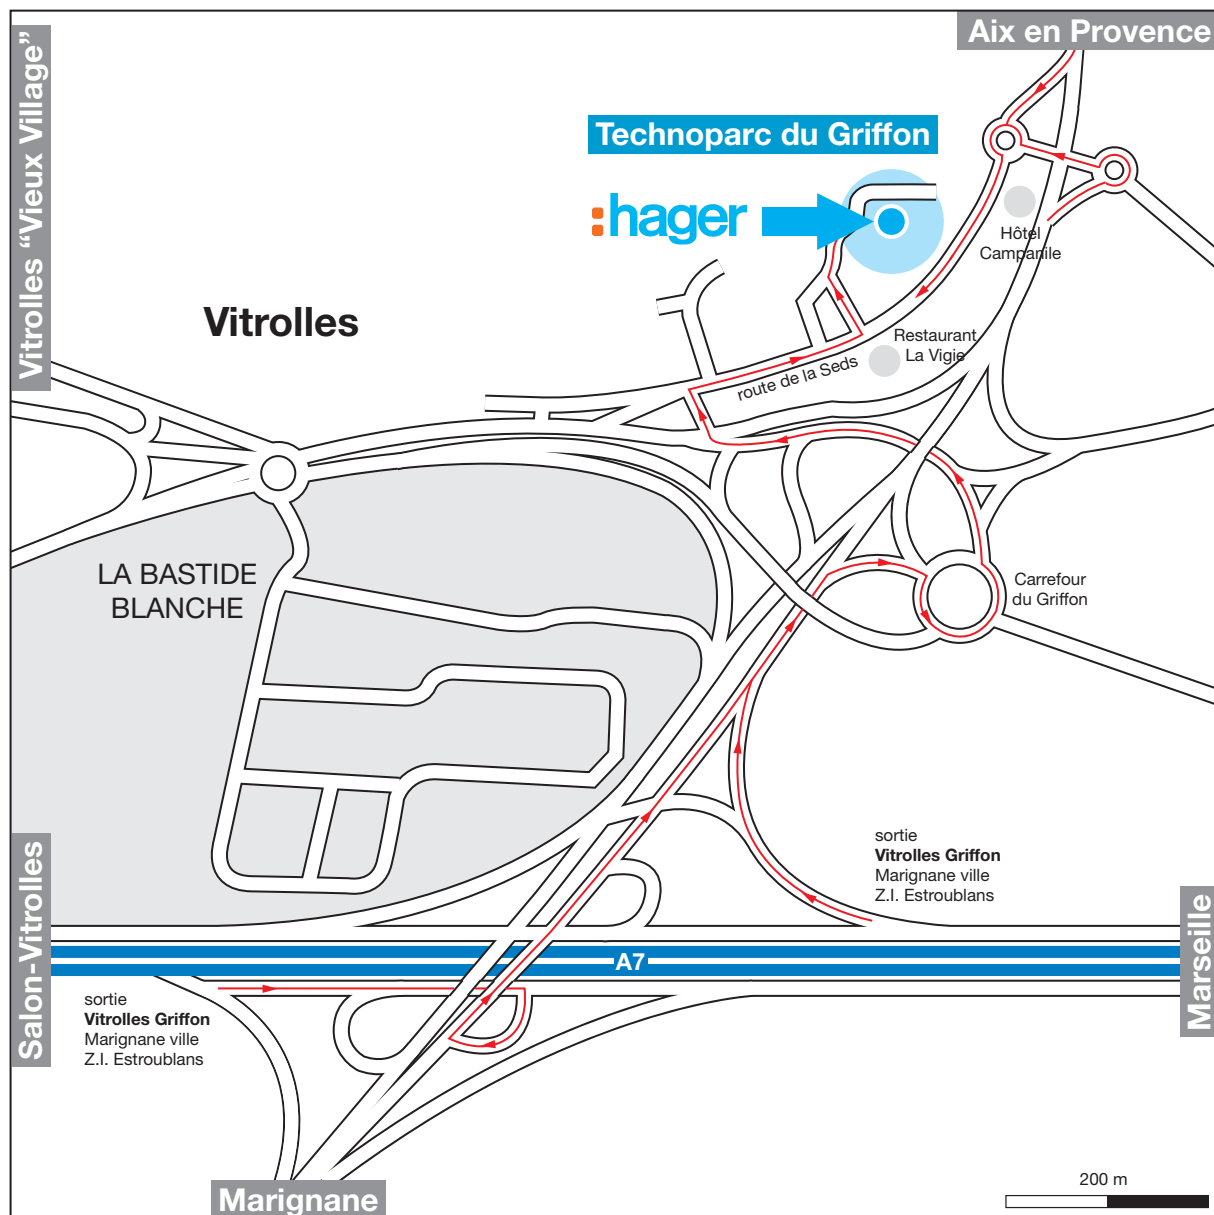 Aix en Provence
Vitrolles “Vieux Village”
Technoparc du Griffon
:hager
Hôtel
Campanile
Vitrolles
Restaurant
La Vigie
route de la Seds
LA BASTIDE
BLANCHE
Carrefour
du Griffon
sortie
Vitrolles Griffon
Marignane ville
Z.I. Estroublans
Salon-Vitrolles
A7
Marseille
sortie
Vitrolles Griffon
Marignane ville
Z.I. Estroublans
200 m
Marignane